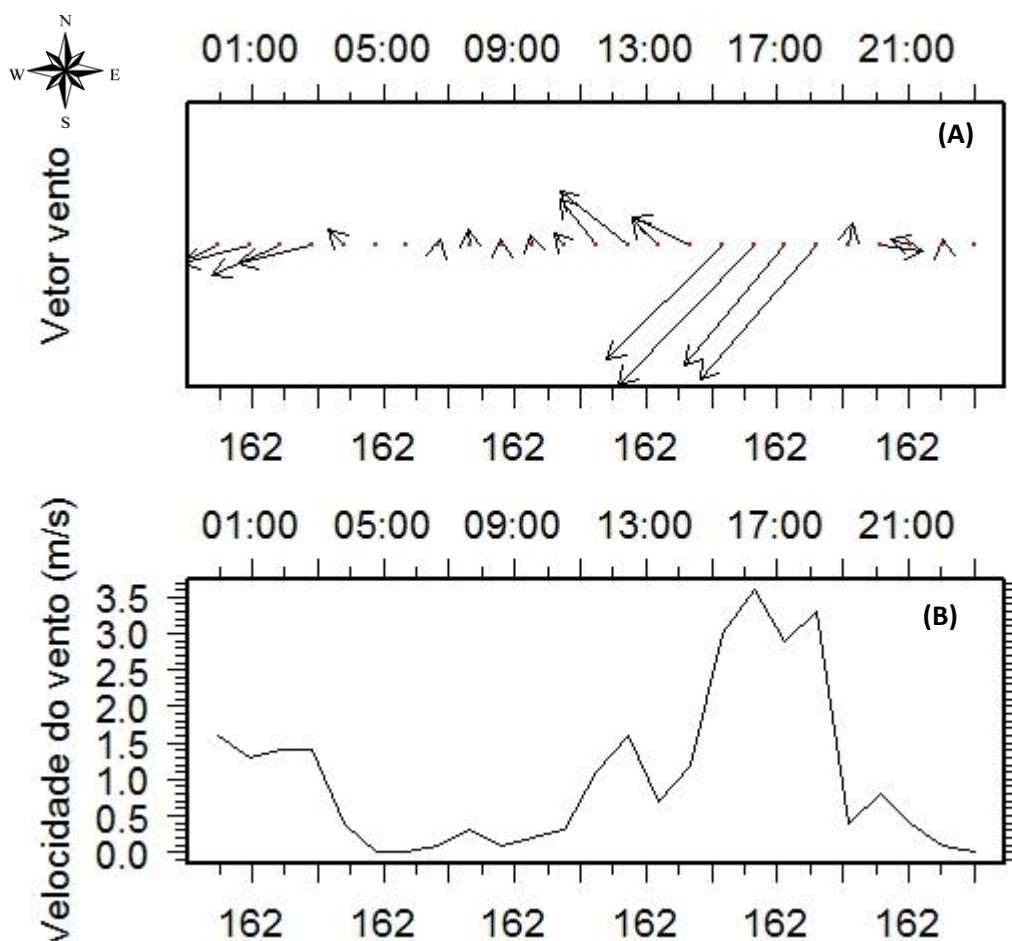 N
W E
S
01:00 05:00 09:00 13:00 17:00 21:00
(A)
Vetor vento
162 162 162 162 162 162
01:00 05:00 09:00 13:00 17:00 21:00
(B)
Velocidade do vento (m/s)
3.5
3.0
2.5
2.0
1.5
1.0
0.5
0.0
162 162 162 162 162 162